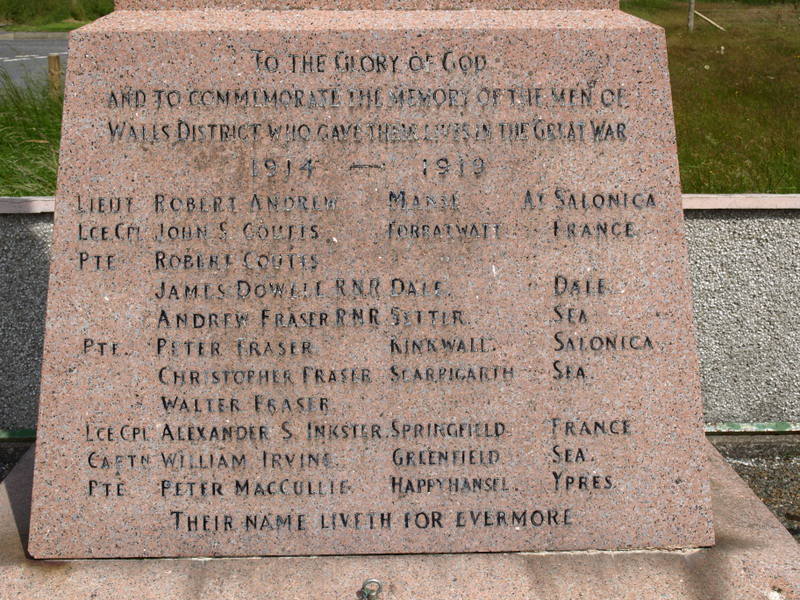 TO THE GLORY OF GOD
AND TO COMMEMORATE THE MEMORY OF THE MEN OF
WALLS DISTRICT WHO GAVE THEIR LIVES IN THE GREAT WAR
1914 — 1919
LIEUT ROBERT ANDREW MANSE AT SALONICA
LCE CPL JOHN S COUTTS FORRATWATT FRANCE
PTE ROBERT COUTTS
JAMES DOWELL RNR DALE. DALE
ANDREW FRASER RNR SETTER. SEA
PTE. PETER FRASER KIRKWALL. SALONICA
CHRISTOPHER FRASER SCARPIGARTH SEA.
WALTER FRASER
LCE CPL ALEXANDER S INKSTER. SPRINGFIELD FRANCE
CAPTN WILLIAM IRVINE. GREENFIELD SEA.
PTE PETER MACCULLIE. HAPPYHANSEL. YPRES.
THEIR NAME LIVETH FOR EVERMORE